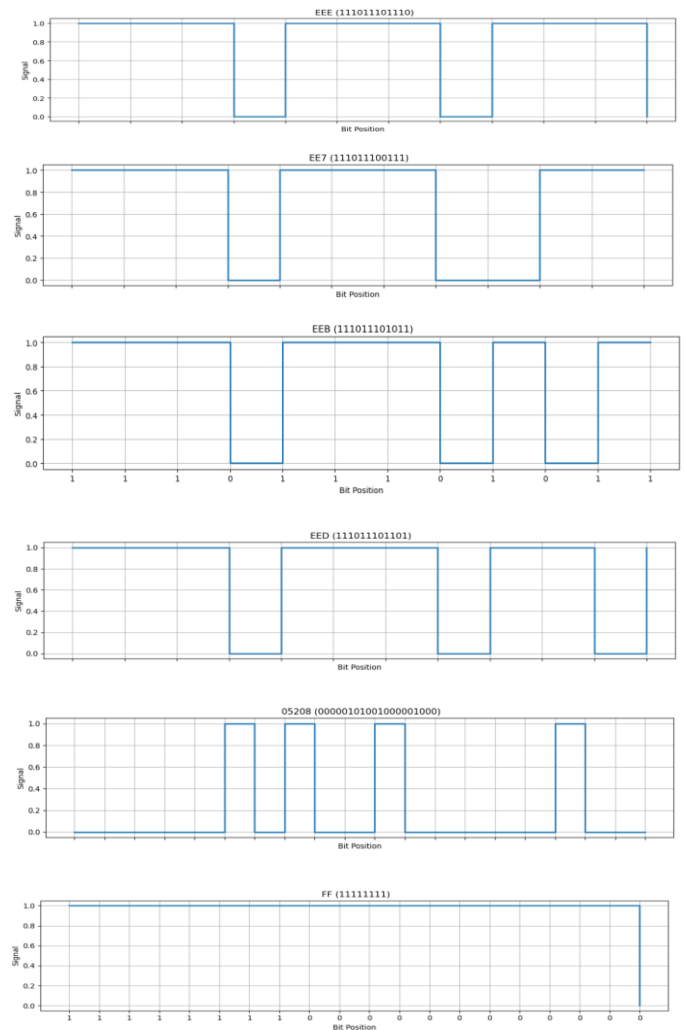 EEE (111011101110)
1.0
0.8
0.6
0.4
0.2
0.0
Signal
Bit Position
EE7 (111011100111)
1.0
0.8
0.6
0.4
0.2
0.0
Signal
Bit Position
EEB (111011101011)
1.0
0.8
0.6
0.4
0.2
0.0
Signal
1 1 1 0 1 1 1 0 1 0 1 1
Bit Position
EED (111011101101)
1.0
0.8
0.6
0.4
0.2
0.0
Signal
Bit Position
05208 (00000101001000001000)
1.0
0.8
0.6
0.4
0.2
0.0
Signal
Bit Position
FF (11111111)
1.0
0.8
0.6
0.4
0.2
0.0
Signal
1 1 1 1 1 1 1 1 0 0 0 0 0 0 0 0 0 0 0 0
Bit Position